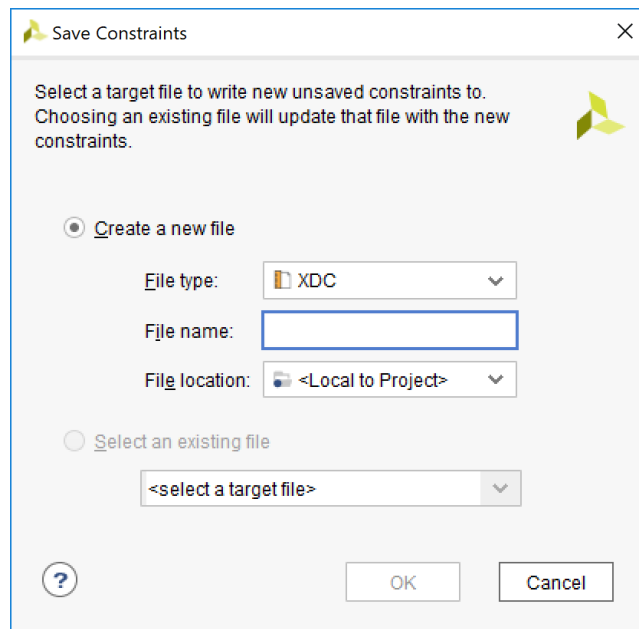 Save Constraints
Select a target file to write new unsaved constraints to.
Choosing an existing file will update that file with the new
constraints.
Create a new file
File type: XDC
File name:
File location: <Local to Project>
Select an existing file
<select a target file>
?
OK Cancel